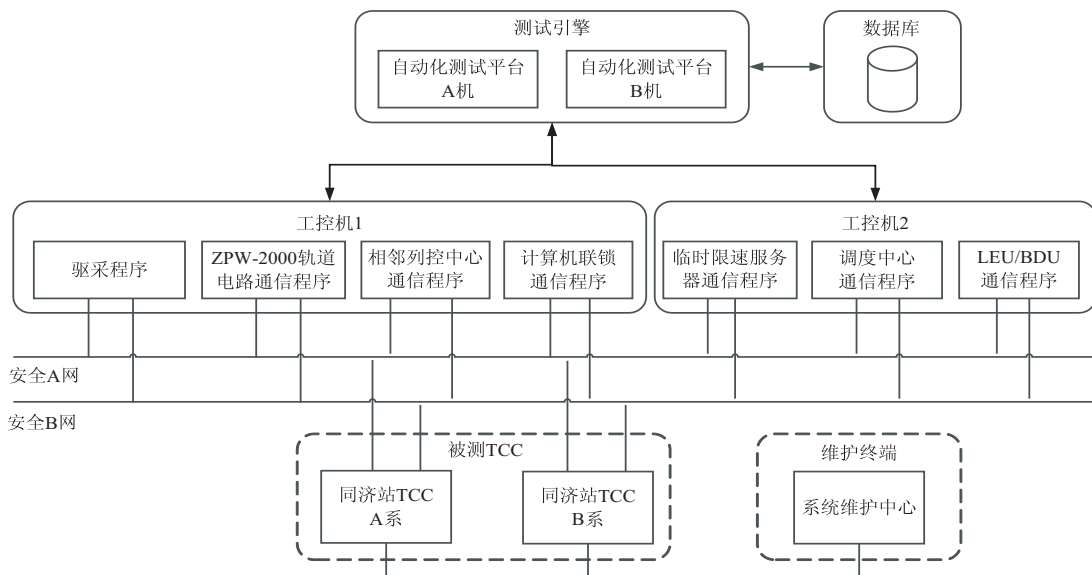 测试引擎
自动化测试平台
A机
自动化测试平台
B机
数据库
工控机1
驱采程序
ZPW-2000轨道
电路通信程序
相邻列控中心
通信程序
计算机联锁
通信程序
工控机2
临时限速服务
器通信程序
调度中心
通信程序
LEU/BDU
通信程序
安全A网
安全B网
被测TCC
同济站TCC
A系
同济站TCC
B系
维护终端
系统维护中心